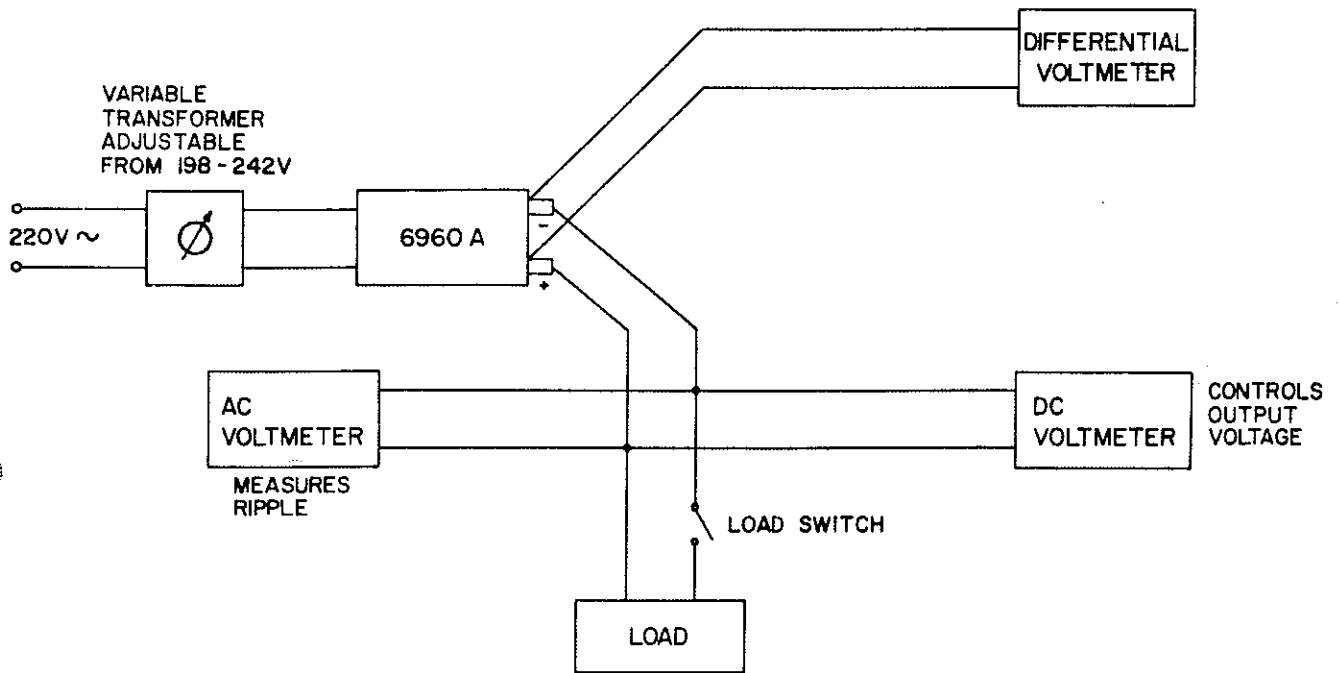 DIFFERENTIAL
VOLTMETER
VARIABLE
TRANSFORMER
ADJUSTABLE
FROM 198-242V
220V ~
6960 A
-
+
AC
VOLTMETER
MEASURES
RIPPLE
DC
VOLTMETER
CONTROLS
OUTPUT
VOLTAGE
LOAD SWITCH
LOAD